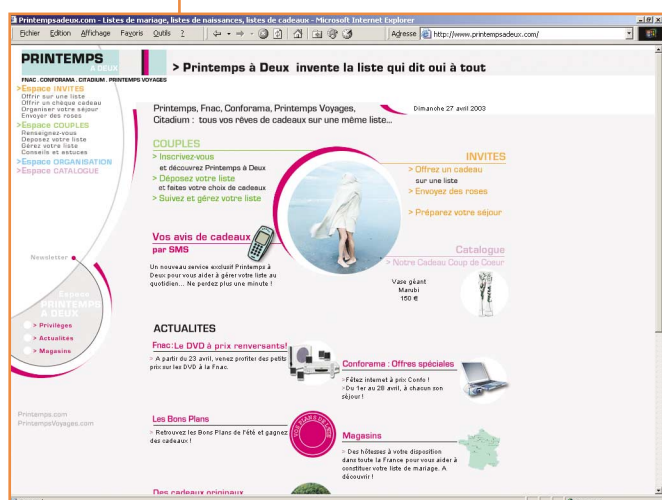 Printempsadeux.com - Listes de mariage, listes de naissances, listes de cadeaux - Microsoft Internet Explorer
Fichier Edition Affichage Favoris Outils ?
Adresse http://www.printempsadeux.com/
PRINTEMPS
A DEUX
> Printemps à Deux invente la liste qui dit oui à tout
FNAC . CONFORAMA . CITADIUM . PRINTEMPS VOYAGES
>Espace INVITES
Offrir sur une liste
Offrir un chèque cadeau
Organiser votre séjour
Envoyer des roses
>Espace COUPLES
Renseignez-vous
Déposez votre liste
Gérez votre liste
Conseils et astuces
>Espace ORGANISATION
>Espace CATALOGUE
Newsletter
Espace
PRINTEMPS
A DEUX
> Privilèges
> Actualités
> Magasins
Printemps.com
PrintempsVoyages.com
Printemps, Fnac, Conforama, Printemps Voyages,
Citadium : tous vos rêves de cadeaux sur une même liste...
Dimanche 27 avril 2003
COUPLES
> Inscrivez-vous
et découvrez Printemps à Deux
> Déposez votre liste
et faites votre choix de cadeaux
> Suivez et gérez votre liste
INVITES
> Offrez un cadeau
sur une liste
> Envoyez des roses
> Préparez votre séjour
Vos avis de cadeaux
par SMS
Un nouveau service exclusif Printemps à
Deux pour vous aider à gérer votre liste au
quotidien... Ne perdez plus une minute !
Catalogue
> Notre Cadeau Coup de Coeur
Vase géant
Marubi
150 €
ACTUALITES
Fnac: Le DVD à prix renversants!
> A partir du 23 avril, venez profiter des petits
prix sur les DVD à la Fnac.
Conforama : Offres spéciales
>Fêtez internet à prix Confo !
>Du 1er au 28 avril, à chacun son
séjour !
Les Bons Plans
> Retrouvez les Bons Plans de l'été et gagnez
des cadeaux !
Magasins
> Des hôtesses à votre disposition
dans toute la France pour vous aider à
constituer votre liste de mariage. A
découvrir !
Des cadeaux originaux